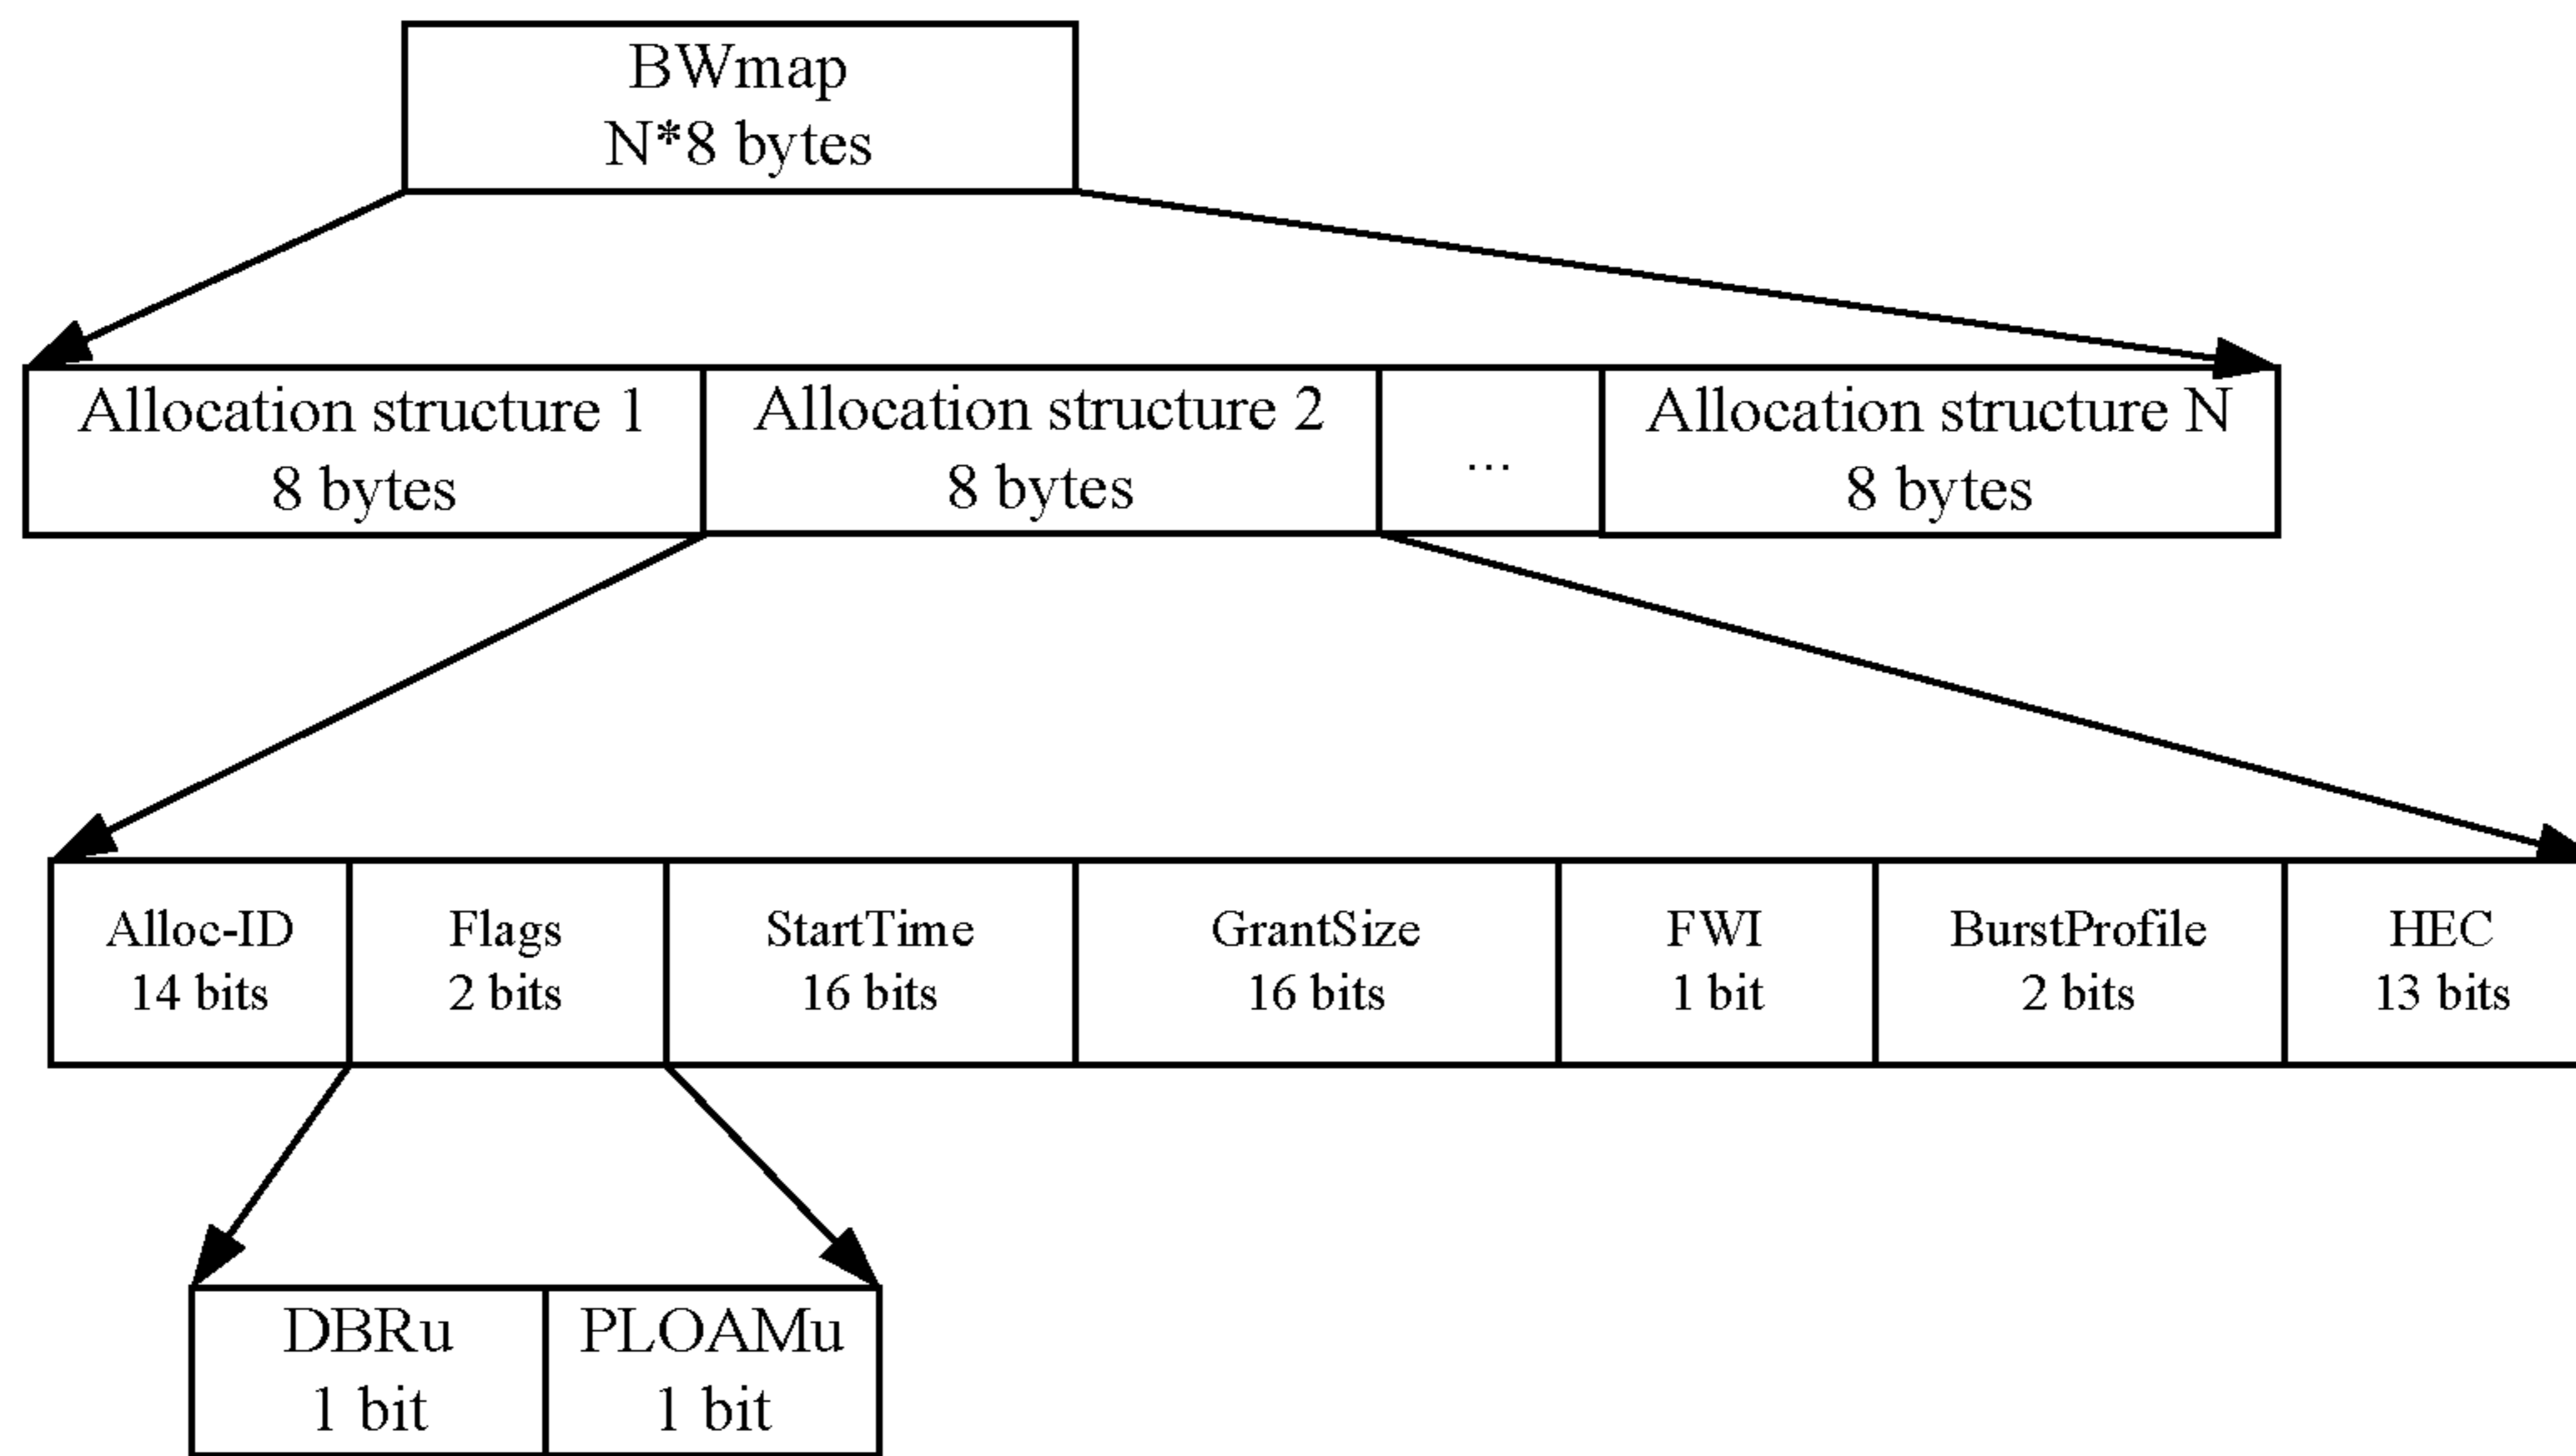 BWmap
N*8 bytes
Allocation structure 1
8 bytes
Allocation structure 2
8 bytes
...
Allocation structure N
8 bytes
Alloc-ID
14 bits
Flags
2 bits
StartTime
16 bits
GrantSize
16 bits
FWI
1 bit
BurstProfile
2 bits
HEC
13 bits
DBRu
1 bit
PLOAMu
1 bit